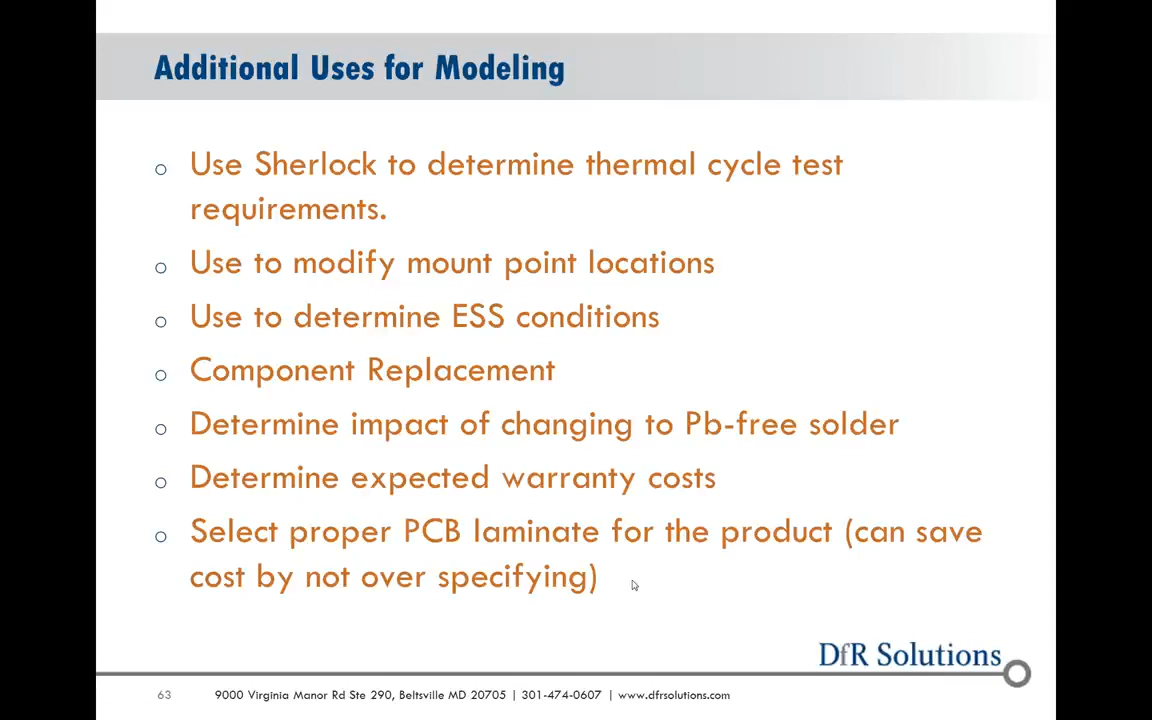 Additional Uses for Modeling
o Use Sherlock to determine thermal cycle test
requirements.
o Use to modify mount point locations
o Use to determine ESS conditions
o Component Replacement
o Determine impact of changing to Pb-free solder
o Determine expected warranty costs
o Select proper PCB laminate for the product (can save
cost by not over specifying)
DfR Solutions
63 9000 Virginia Manor Rd Ste 290, Beltsville MD 20705 | 301-474-0607 | www.dfrsolutions.com